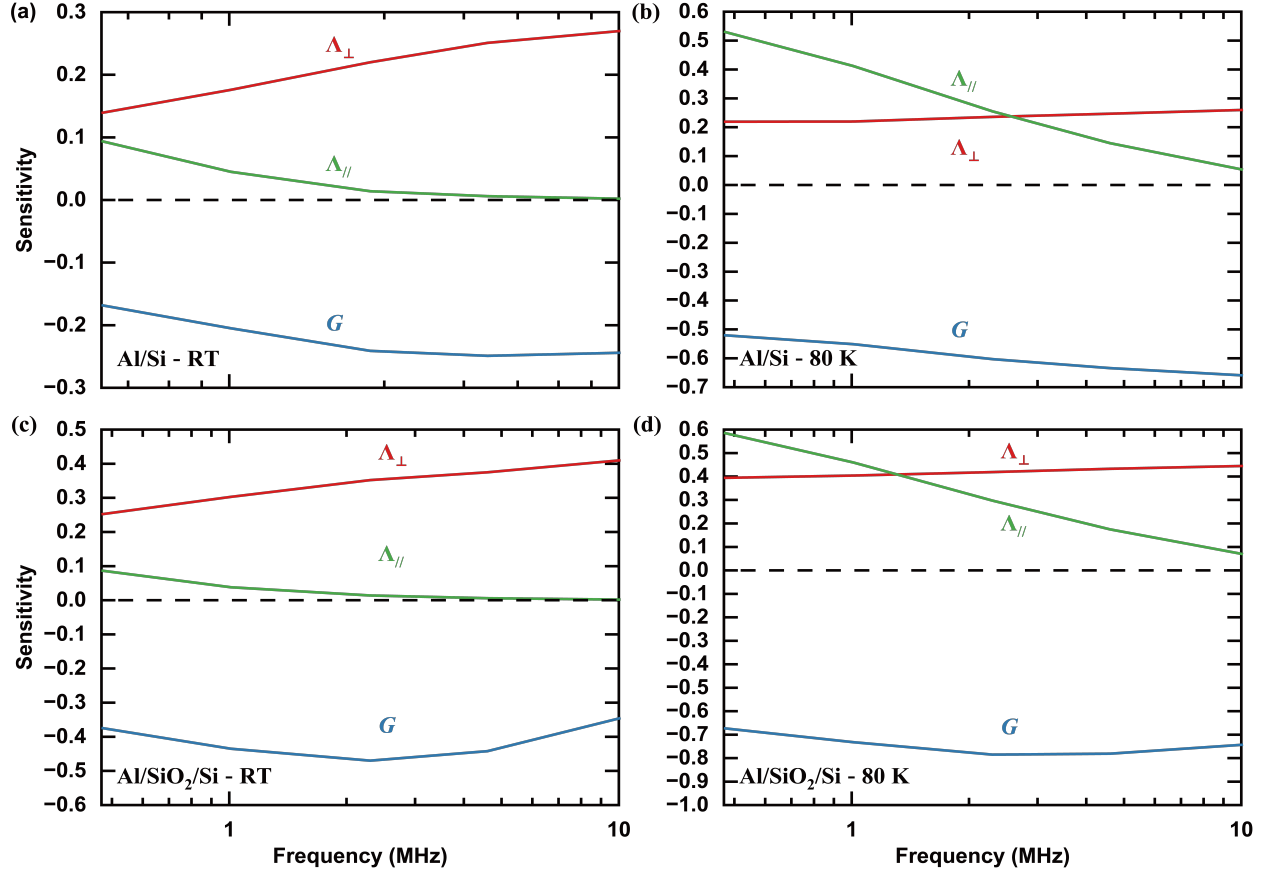 (a)
0.3
0.2
0.1
0.0
−0.1
−0.2
−0.3
Sensitivity
Λ⊥
Λ//
G
Al/Si - RT
(b)
0.6
0.5
0.4
0.3
0.2
0.1
0.0
−0.1
−0.2
−0.3
−0.4
−0.5
−0.6
−0.7
Λ//
Λ⊥
G
Al/Si - 80 K
(c)
0.5
0.4
0.3
0.2
0.1
0.0
−0.1
−0.2
−0.3
−0.4
−0.5
−0.6
Sensitivity
Λ⊥
Λ//
G
Al/SiO₂/Si - RT
1
10
Frequency (MHz)
(d)
0.6
0.5
0.4
0.3
0.2
0.1
0.0
−0.1
−0.2
−0.3
−0.4
−0.5
−0.6
−0.7
−0.8
−0.9
−1.0
Λ⊥
Λ//
G
Al/SiO₂/Si - 80 K
1
10
Frequency (MHz)